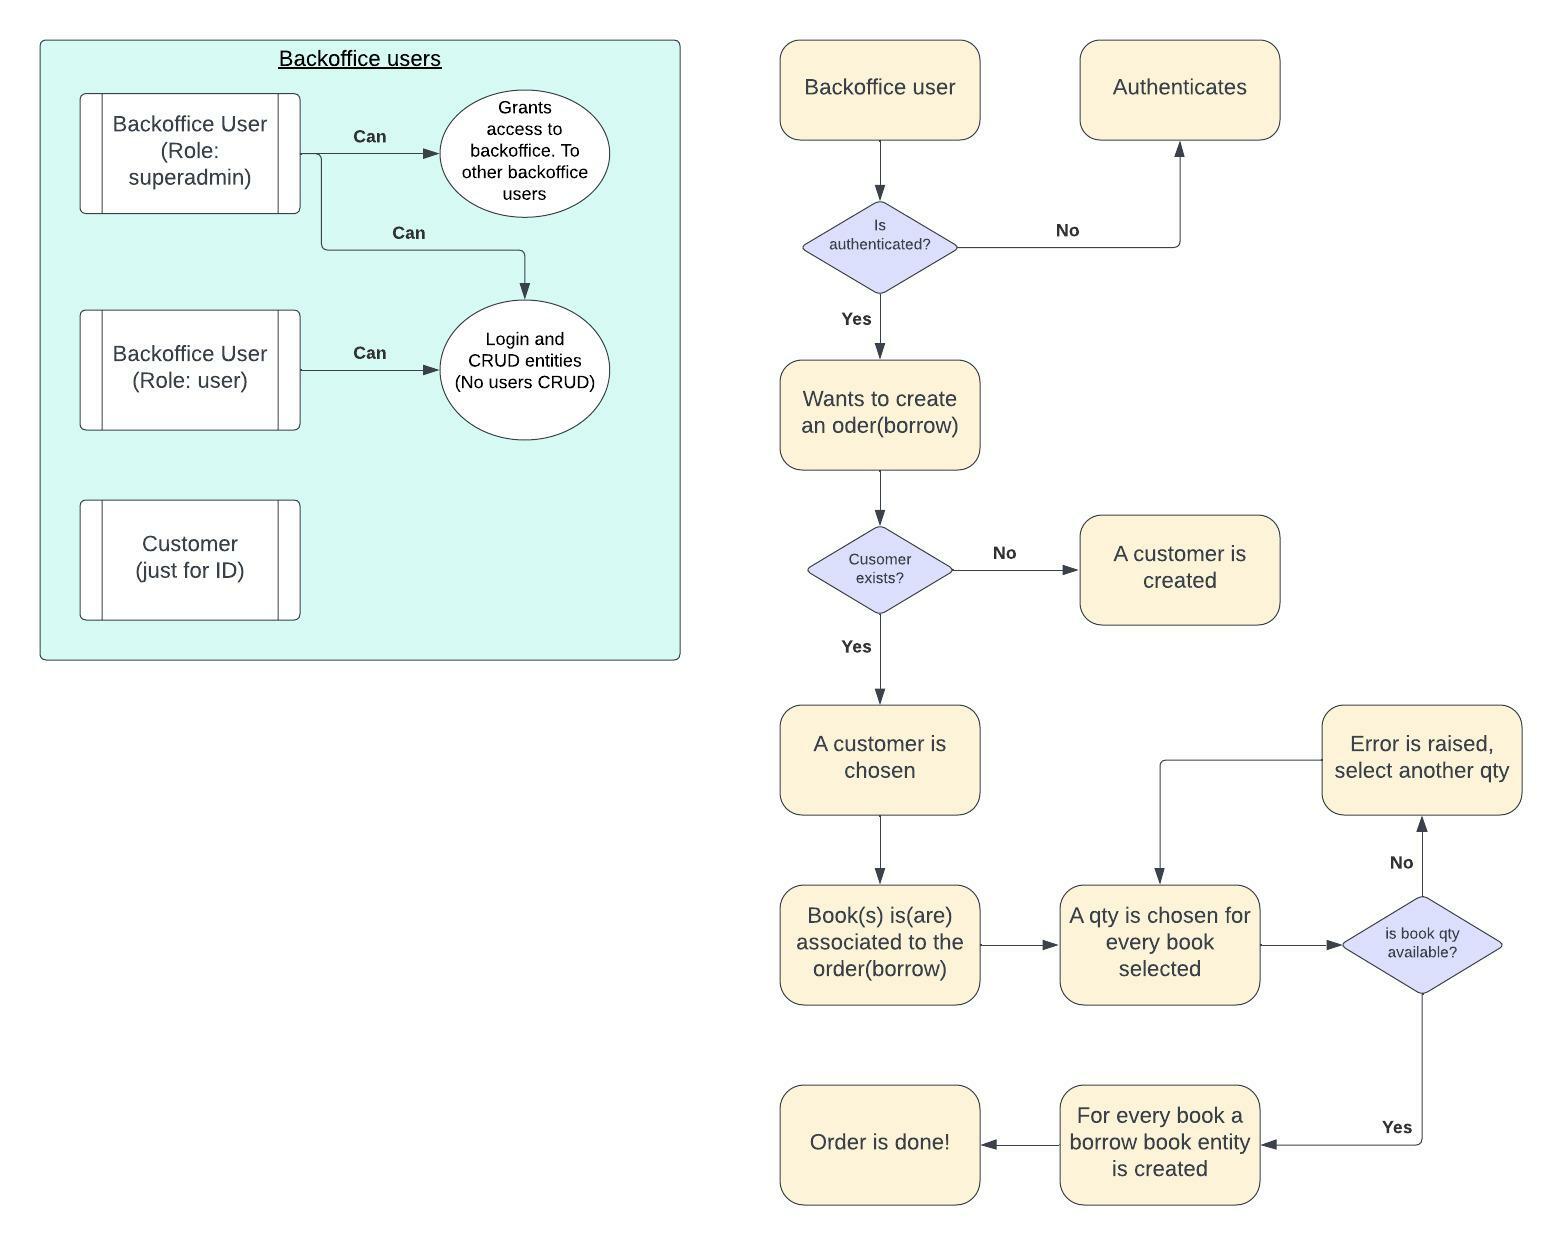 Backoffice users
Backoffice User
(Role:
superadmin)
Can
Grants
access to
backoffice. To
other backoffice
users
Can
Backoffice User
(Role: user)
Can
Login and
CRUD entities
(No users CRUD)
Customer
(just for ID)
Backoffice user
Authenticates
Is
authenticated?
No
Yes
Wants to create
an oder(borrow)
Cusomer
exists?
No
A customer is
created
Yes
A customer is
chosen
Error is raised,
select another qty
No
Book(s) is(are)
associated to the
order(borrow)
A qty is chosen for
every book
selected
is book qty
available?
Yes
For every book a
borrow book entity
is created
Order is done!